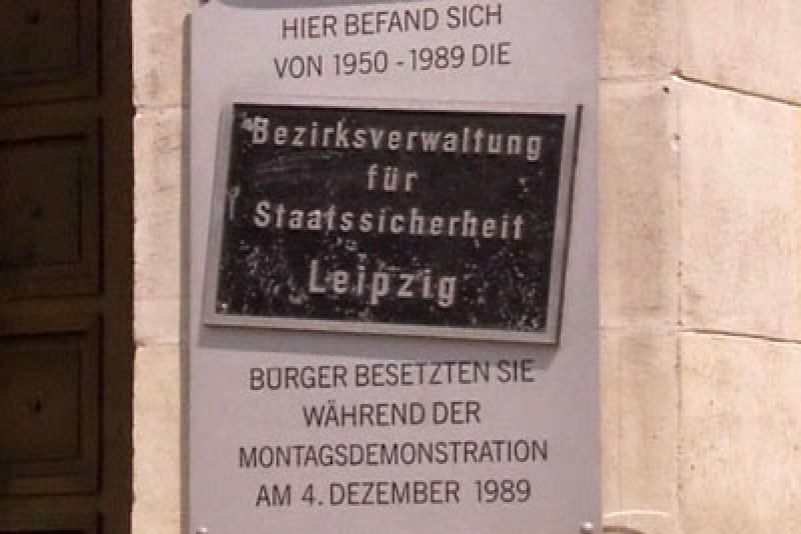 HIER BEFAND SICH
VON 1950 - 1989 DIE
Bezirksverwaltung
für
Staatssicherheit
Leipzig
BÜRGER BESETZTEN SIE
WÄHREND DER
MONTAGSDEMONSTRATION
AM 4. DEZEMBER 1989